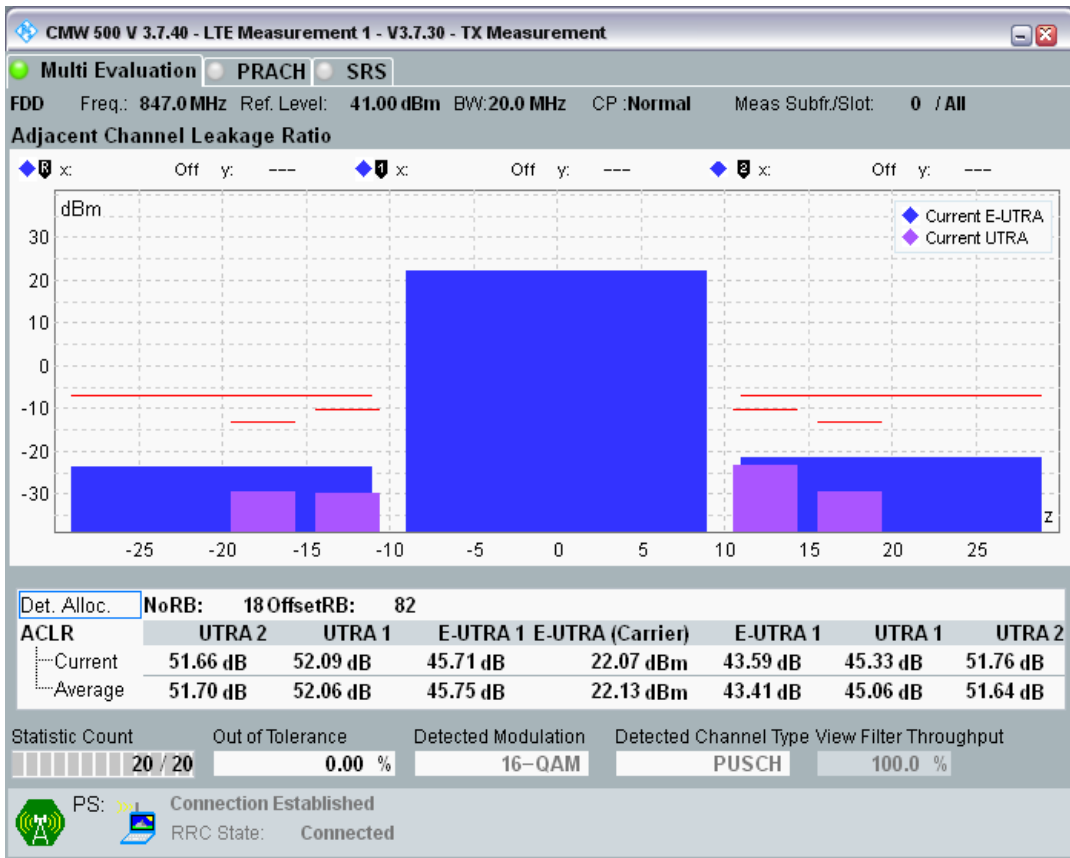 CMW 500 V 3.7.40 - LTE Measurement 1 - V3.7.30 - TX Measurement
Multi Evaluation PRACH SRS
FDD Freq.: 847.0 MHz Ref. Level: 41.00 dBm BW: 20.0 MHz CP : Normal Meas Subfr./Slot: 0 / All
Adjacent Channel Leakage Ratio
R x: Off y: --- 1 x: Off y: --- 2 x: Off y: ---
dBm
Current E-UTRA
Current UTRA
30
20
10
0
-10
-20
-30
z
-25 -20 -15 -10 -5 0 5 10 15 20 25
Det. Alloc. NoRB: 18 OffsetRB: 82
ACLR UTRA 2 UTRA 1 E-UTRA 1 E-UTRA (Carrier) E-UTRA 1 UTRA 1 UTRA 2
Current 51.66 dB 52.09 dB 45.71 dB 22.07 dBm 43.59 dB 45.33 dB 51.76 dB
Average 51.70 dB 52.06 dB 45.75 dB 22.13 dBm 43.41 dB 45.06 dB 51.64 dB
Statistic Count Out of Tolerance Detected Modulation Detected Channel Type View Filter Throughput
20 / 20 0.00 % 16-QAM PUSCH 100.0 %
PS: Connection Established
RRC State: Connected